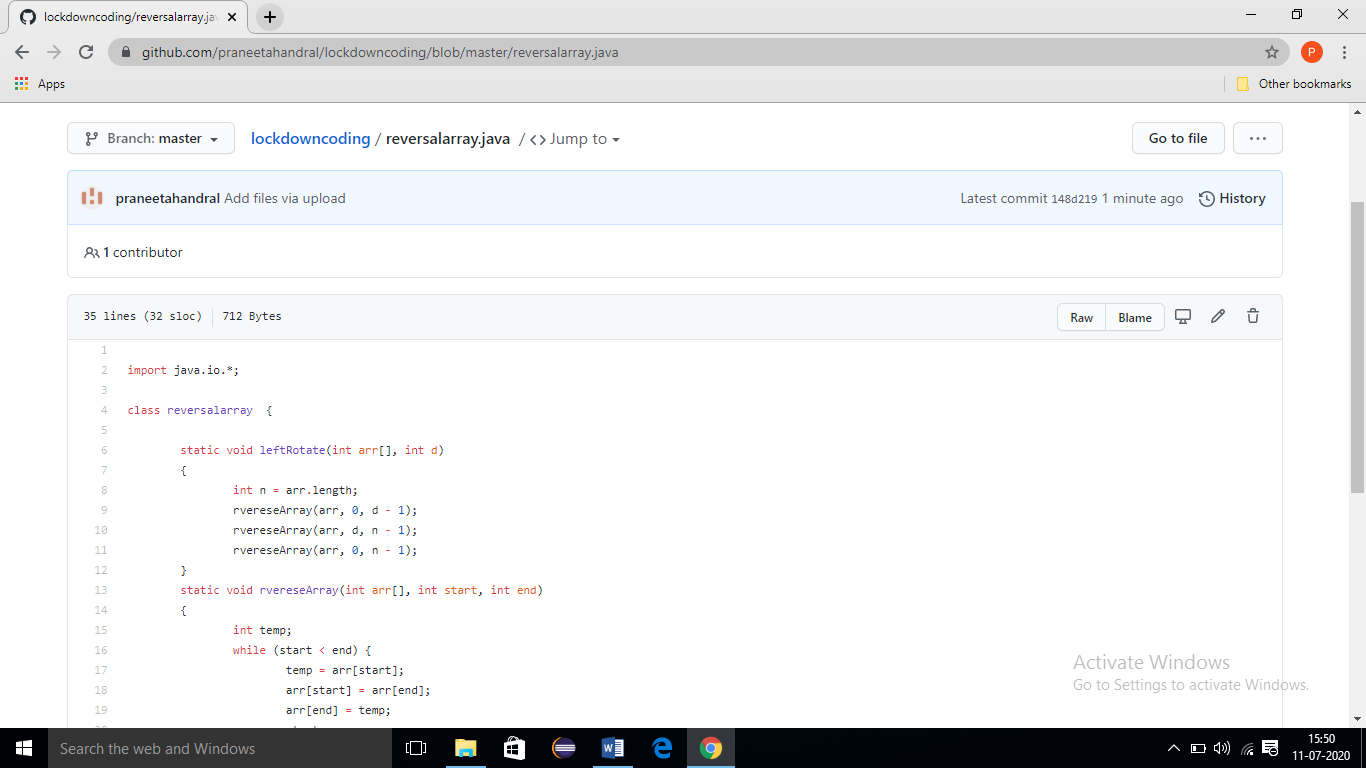 lockdowncoding/reversalarray.jav
github.com/praneetahandral/lockdowncoding/blob/master/reversalarray.java
P
Apps
Other bookmarks
Branch: master
lockdowncoding / reversalarray.java / <> Jump to
Go to file
...
praneetahandral Add files via upload
Latest commit 148d219 1 minute ago
History
1 contributor
35 lines (32 sloc) 712 Bytes
Raw
Blame
1
2 import java.io.*;
3
4 class reversalarray  {
5
6 static void leftRotate(int arr[], int d)
7 {
8 int n = arr.length;
9 rvereseArray(arr, 0, d - 1);
10 rvereseArray(arr, d, n - 1);
11 rvereseArray(arr, 0, n - 1);
12 }
13 static void rvereseArray(int arr[], int start, int end)
14 {
15 int temp;
16 while (start < end) {
17 temp = arr[start];
18 arr[start] = arr[end];
19 arr[end] = temp;
Activate Windows
Go to Settings to activate Windows.
Search the web and Windows
15:50
11-07-2020